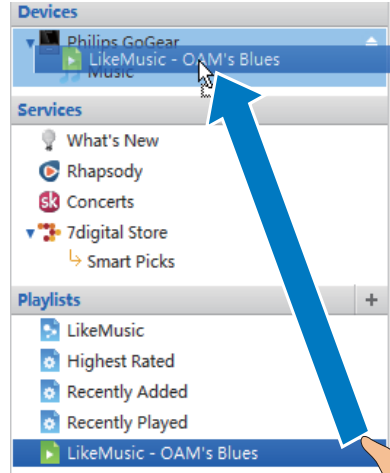 Devices
Philips GoGear
LikeMusic - OAM's Blues
Music
Services
What's New
Rhapsody
sk Concerts
7digital Store
Smart Picks
Playlists +
LikeMusic
Highest Rated
Recently Added
Recently Played
LikeMusic - OAM's Blues